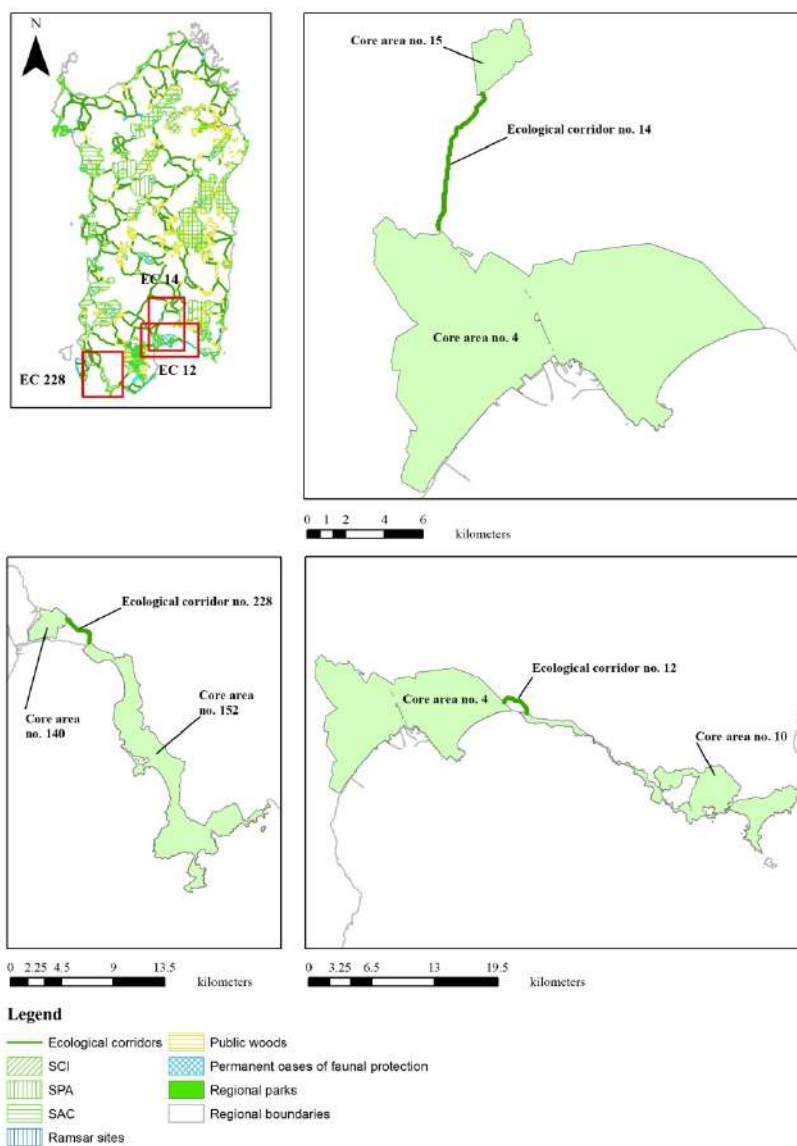 N
EC 14
EC 12
EC 228
Core area no. 15
Ecological corridor no. 14
Core area no. 4
0 1 2 4 6
kilometers
Ecological corridor no. 228
Core area
no. 152
Core area
no. 140
0 2.25 4.5 9 13.5
kilometers
Ecological corridor no. 12
Core area no. 4
Core area no. 10
0 3.25 6.5 13 19.5
kilometers
Legend
Ecological corridors
SCI
SPA
SAC
Ramsar sites
Public woods
Permanent oases of faunal protection
Regional parks
Regional boundaries